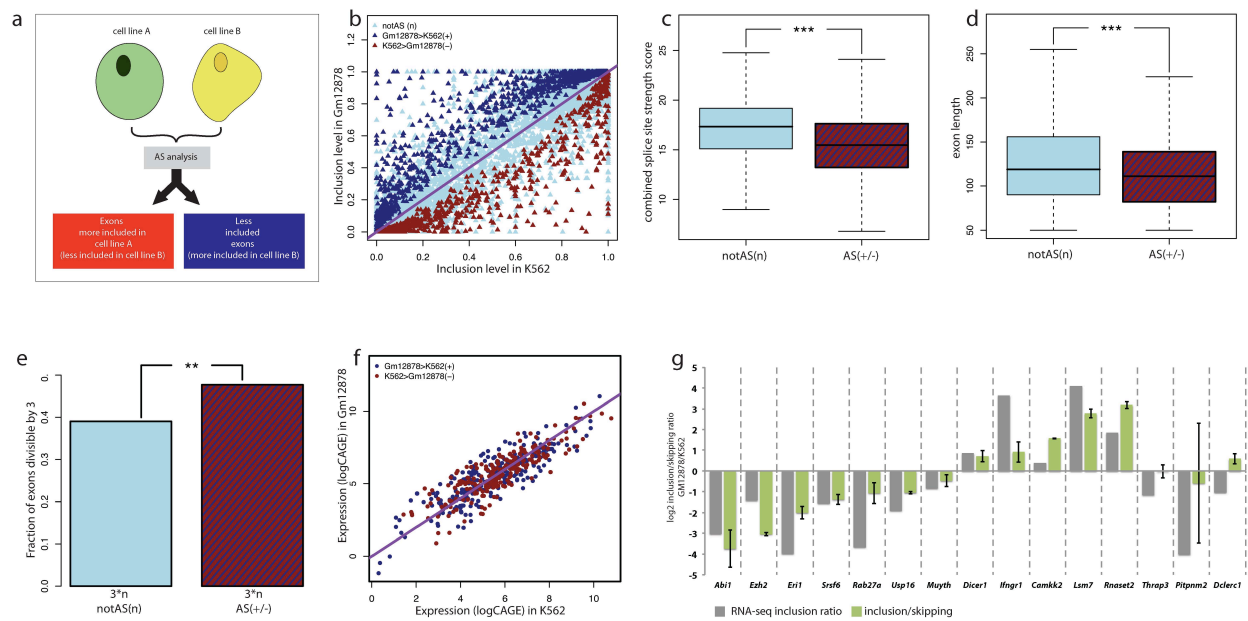 a
cell line A
cell line B
AS analysis
Exons
more included in
cell line A
(less included in cell line B)
Less
included
exons
(more included in cell line B)
b
notAS (n)
Gm12878>K562(+)
K562>Gm12878(−)
Inclusion level in Gm12878
0.0 0.2 0.4 0.6 0.8 1.0 1.2
0.0 0.2 0.4 0.6 0.8 1.0
Inclusion level in K562
c
***
combined splice site strength score
10 15 20 25
notAS(n)
AS(+/-)
d
***
exon length
50 100 150 200 250
notAS(n)
AS(+/-)
e
**
Fraction of exons divisible by 3
0.0 0.1 0.2 0.3 0.4 0.
3*n
notAS(n)
3*n
AS(+/-)
f
Gm12878>K562(+)
K562>Gm12878(−)
Expression (logCAGE) in Gm12878
0 5 10
0 2 4 6 8 10
Expression (logCAGE) in K562
g
log2 inclusion/skipping ratio
GM12878/K562
5
4
3
2
1
0
-1
-2
-3
-4
-5
Abi1 Ezh2 Eri1 Srsf6 Rab27a Usp16 Muyth Dicer1 Ifngr1 Camkk2 Lsm7 Rnaset2 Thrap3 Pitpnm2 Dclerc1
RNA-seq inclusion ratio
inclusion/skipping